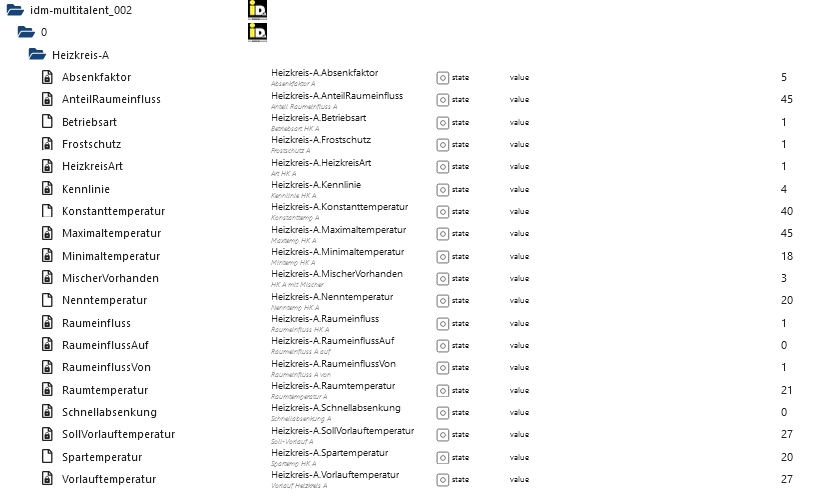 idm-multitalent_002 iD
0 iD
Heizkreis-A
Absenkfaktor Heizkreis-A.Absenkfaktor state value 5
Absenkfaktor A
AnteilRaumeinfluss Heizkreis-A.AnteilRaumeinfluss state value 45
Anteil Raumeinfluss A
Betriebsart Heizkreis-A.Betriebsart state value 1
Betriebsart HK A
Frostschutz Heizkreis-A.Frostschutz state value 1
Frostschutz A
HeizkreisArt Heizkreis-A.HeizkreisArt state value 1
Art HK A
Kennlinie Heizkreis-A.Kennlinie state value 4
Kennlinie HK A
Konstanttemperatur Heizkreis-A.Konstanttemperatur state value 40
Konstanttemp A
Maximaltemperatur Heizkreis-A.Maximaltemperatur state value 45
Maxtemp HK A
Minimaltemperatur Heizkreis-A.Minimaltemperatur state value 18
Mintemp HK A
MischerVorhanden Heizkreis-A.MischerVorhanden state value 3
HK A mit Mischer
Nenntemperatur Heizkreis-A.Nenntemperatur state value 20
Nenntemp HK A
Raumeinfluss Heizkreis-A.Raumeinfluss state value 1
Raumeinfluss HK A
RaumeinflussAuf Heizkreis-A.RaumeinflussAuf state value 0
Raumeinfluss A auf
RaumeinflussVon Heizkreis-A.RaumeinflussVon state value 1
Raumeinfluss A von
Raumtemperatur Heizkreis-A.Raumtemperatur state value 21
Raumtemperatur A
Schnellabsenkung Heizkreis-A.Schnellabsenkung state value 0
Schnellabsenkung A
SollVorlauftemperatur Heizkreis-A.SollVorlauftemperatur state value 27
Soll-Vorlauf A
Spartemperatur Heizkreis-A.Spartemperatur state value 20
Spartemp HK A
Vorlauftemperatur Heizkreis-A.Vorlauftemperatur state value 27
Vorlauf Heizkreis A